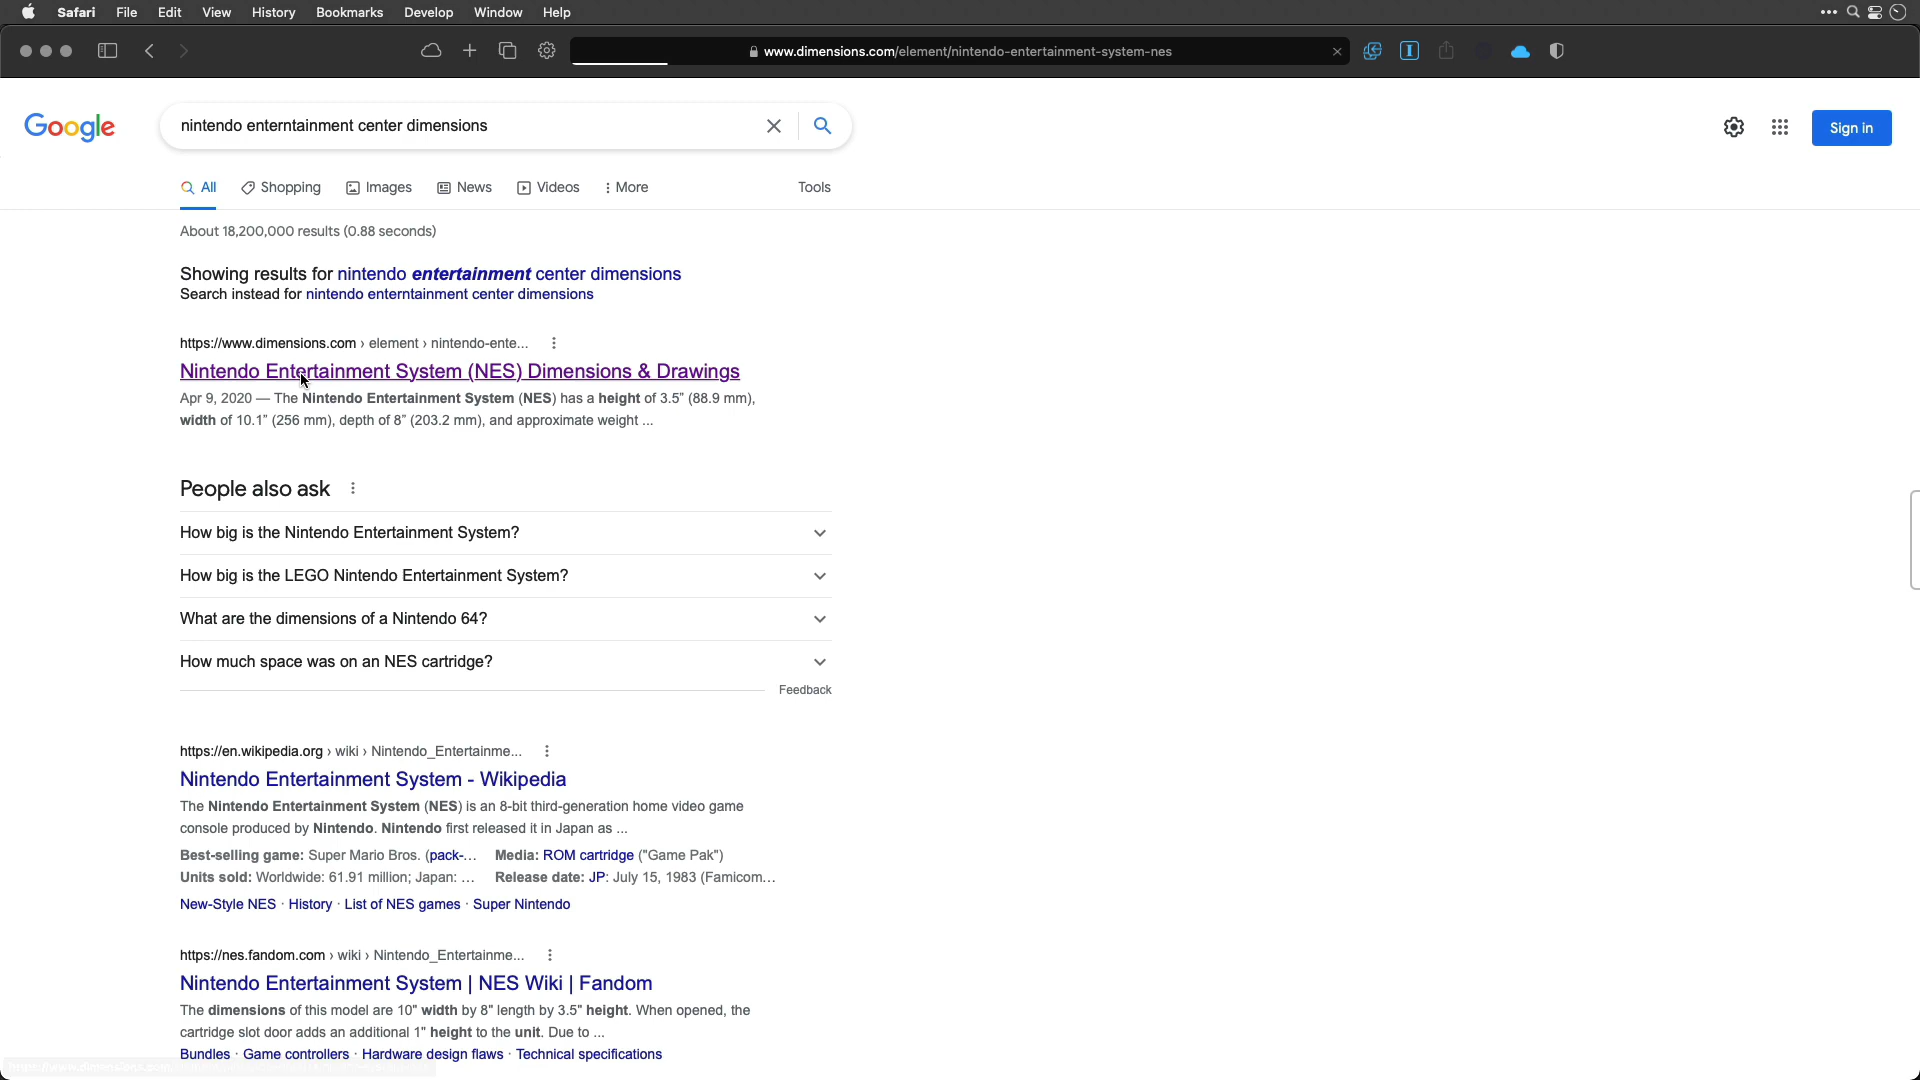 Safari File Edit View History Bookmarks Develop Window Help
www.dimensions.com/element/nintendo-entertainment-system-nes
Google
nintendo enterntainment center dimensions
Sign in
All Shopping Images News Videos More Tools
About 18,200,000 results (0.88 seconds)
Showing results for nintendo entertainment center dimensions
Search instead for nintendo enterntainment center dimensions
https://www.dimensions.com › element › nintendo-ente...
Nintendo Entertainment System (NES) Dimensions & Drawings
Apr 9, 2020 — The Nintendo Entertainment System (NES) has a height of 3.5” (88.9 mm),
width of 10.1” (256 mm), depth of 8” (203.2 mm), and approximate weight ...
People also ask
How big is the Nintendo Entertainment System?
How big is the LEGO Nintendo Entertainment System?
What are the dimensions of a Nintendo 64?
How much space was on an NES cartridge?
Feedback
https://en.wikipedia.org › wiki › Nintendo_Entertainme...
Nintendo Entertainment System - Wikipedia
The Nintendo Entertainment System (NES) is an 8-bit third-generation home video game
console produced by Nintendo. Nintendo first released it in Japan as ...
Best-selling game: Super Mario Bros. (pack-... Media: ROM cartridge ("Game Pak")
Units sold: Worldwide: 61.91 million; Japan: ... Release date: JP: July 15, 1983 (Famicom...
New-Style NES · History · List of NES games · Super Nintendo
https://nes.fandom.com › wiki › Nintendo_Entertainme...
Nintendo Entertainment System | NES Wiki | Fandom
The dimensions of this model are 10" width by 8" length by 3.5" height. When opened, the
cartridge slot door adds an additional 1" height to the unit. Due to ...
Bundles · Game controllers · Hardware design flaws · Technical specifications